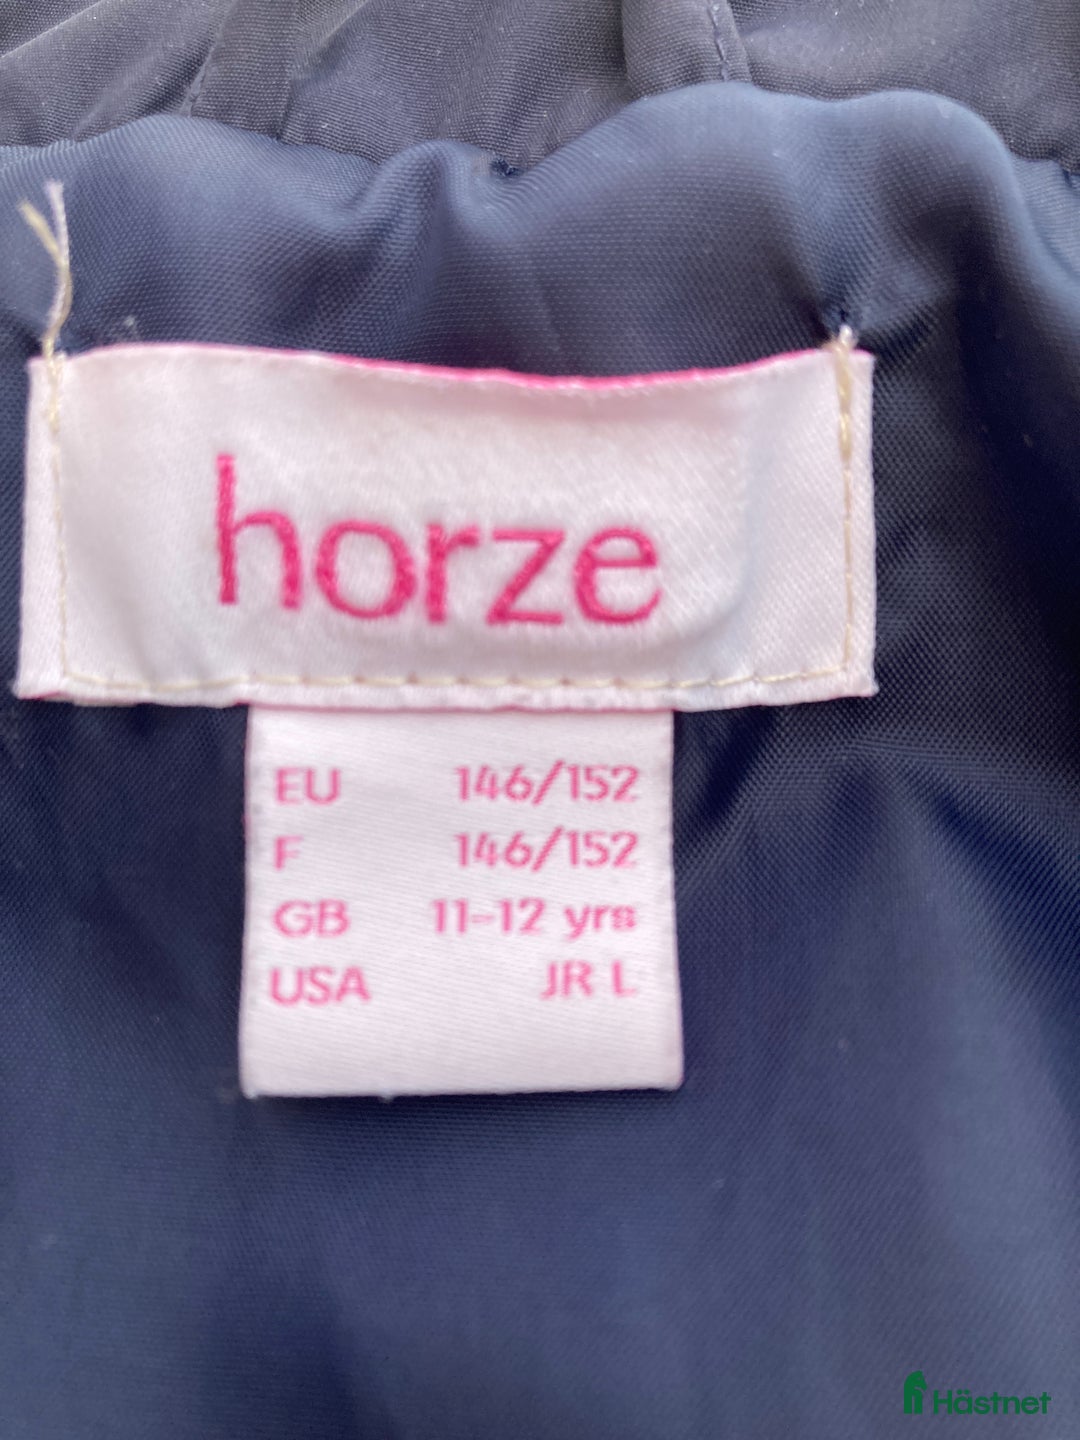 horze
EU 146/152
F 146/152
GB 11-12 yrs
USA JR L
Hästnet